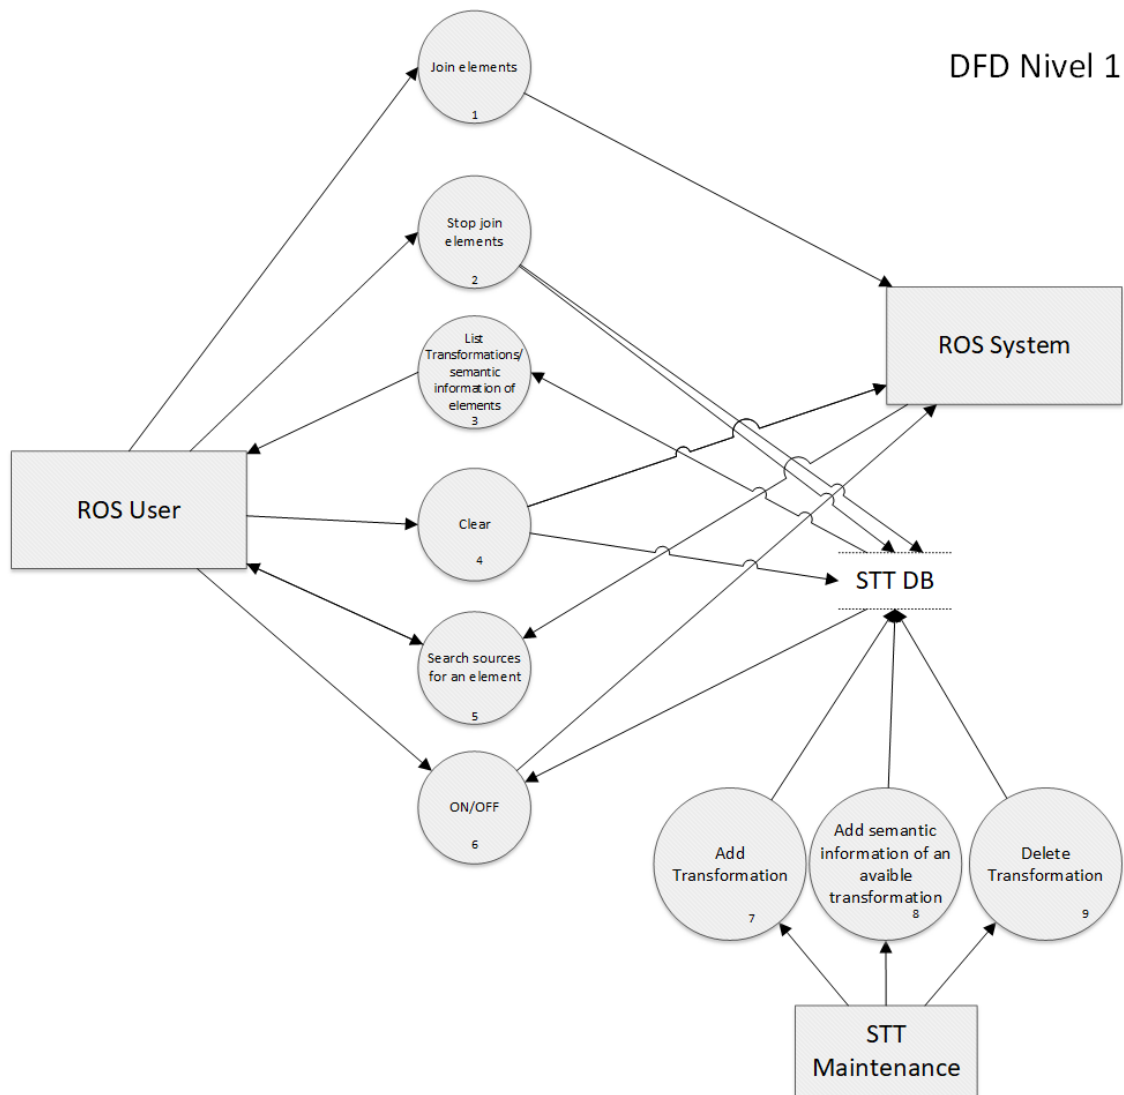 DFD Nivel 1
Join elements
1
Stop join
elements
2
List
Transformations/
semantic
information of
elements
3
ROS System
ROS User
Clear
4
STT DB
Search sources
for an element
5
ON/OFF
6
Add
Transformation
7
Add semantic
information of an
avaible
transformation
8
Delete
Transformation
9
STT
Maintenance